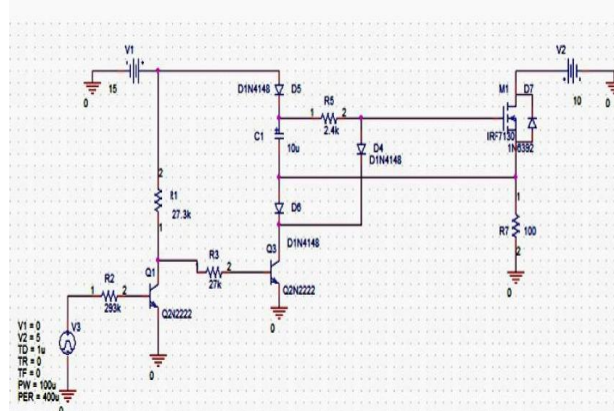 V1
V2
15
0
10
0
D1N4148
D5
M1
D7
R5
1
2
2.4k
C1
10u
D4
D1N4148
IRF7130
2
27.3k
1
D6
1
R7
100
2
0
D1N4148
Q3
R3
2
27k
Q1
R2
1
2
293k
Q2N2222
Q2N2222
0
V3
0
V1 = 0
V2 = 5
TD = 1u
TR = 0
TF = 0
PW = 100u
PER = 400u